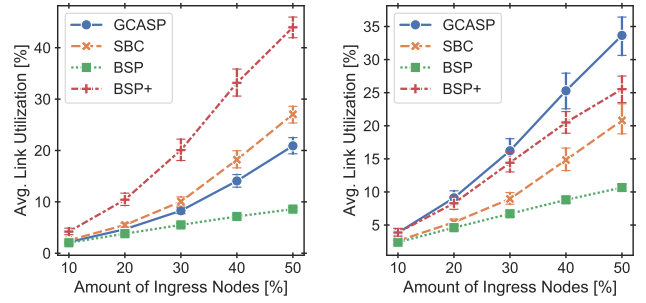 Avg. Link Utilization [%]
40
30
20
10
0
GCASP
SBC
BSP
BSP+
10 20 30 40 50
Amount of Ingress Nodes [%]
Avg. Link Utilization [%]
35
30
25
20
15
10
5
GCASP
SBC
BSP
BSP+
10 20 30 40 50
Amount of Ingress Nodes [%]